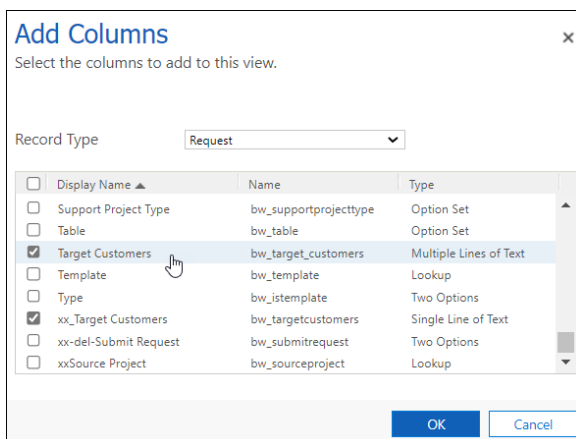 Add Columns
Select the columns to add to this view.
Record Type Request
Display Name Name Type
Support Project Type bw_supportprojecttype Option Set
Table bw_table Option Set
Target Customers bw_target_customers Multiple Lines of Text
Template bw_template Lookup
Type bw_istemplate Two Options
xx_Target Customers bw_targetcustomers Single Line of Text
xx-del-Submit Request bw_submitrequest Two Options
xxSource Project bw_sourceproject Lookup
OK Cancel